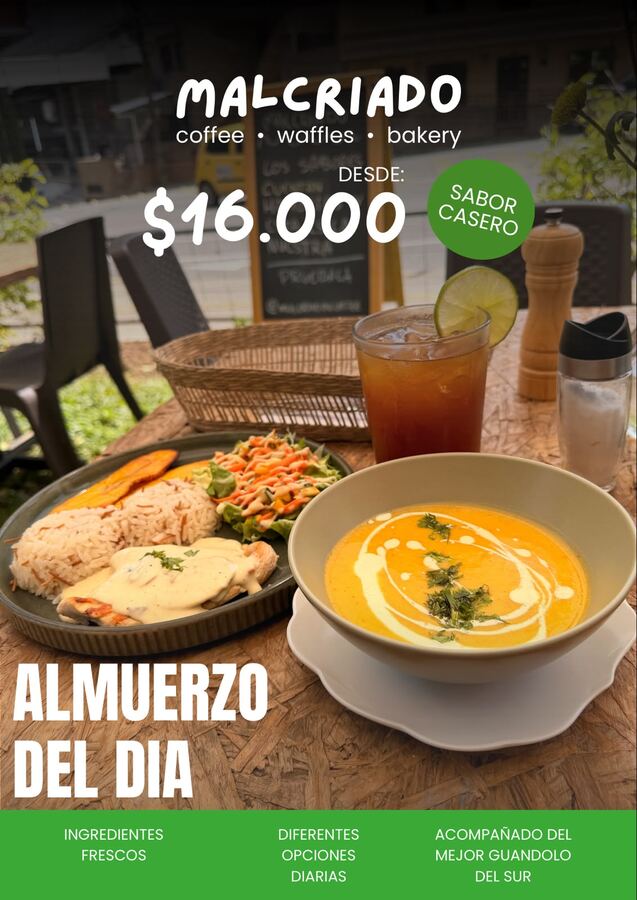 MALCRIADO
coffee • waffles • bakery
DESDE:
$16.000
SABOR
CASERO
PRUEBALA
ALMUERZO
DEL DIA
INGREDIENTES
FRESCOS
DIFERENTES
OPCIONES
DIARIAS
ACOMPAÑADO DEL
MEJOR GUANDOLO
DEL SUR